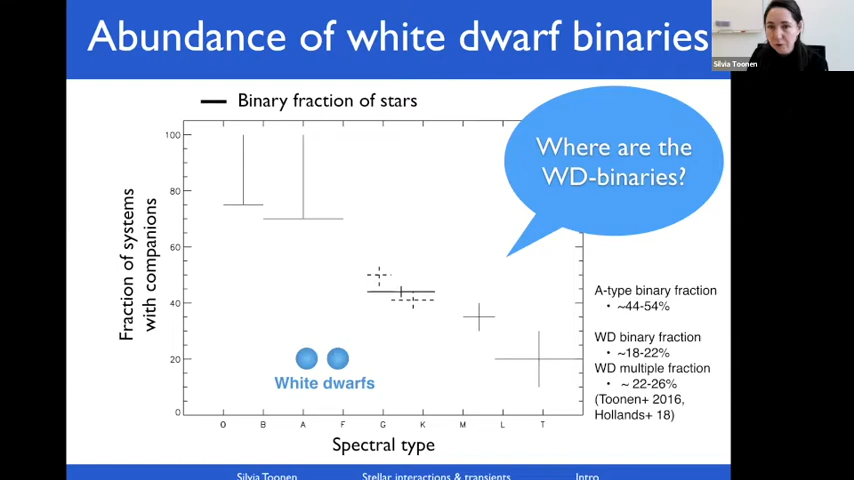 Abundance of white dwarf binaries
Silvia Toonen
Binary fraction of stars
Where are the
WD-binaries?
Fraction of systems
with companions
100
80
60
40
20
0
O B A F G K M L T
Spectral type
White dwarfs
A-type binary fraction
• ~44-54%
WD binary fraction
• ~18-22%
WD multiple fraction
• ~ 22-26%
(Toonen+ 2016,
Hollands+ 18)
Silvia Toonen Stellar interactions & transients Intro